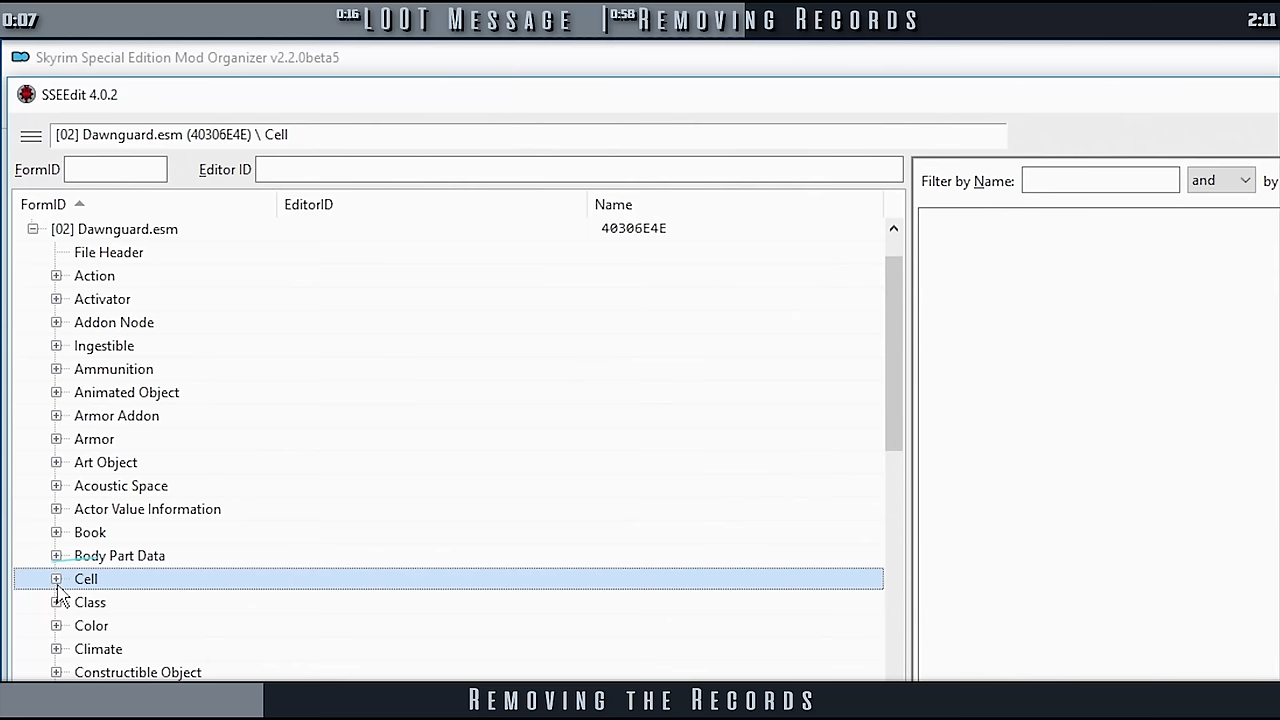 0:07 0:16 LOOT Message | 0:58 Removing Records 2:11
Skyrim Special Edition Mod Organizer v2.2.0beta5
SSEEdit 4.0.2
[02] Dawnguard.esm (40306E4E) \ Cell
FormID Editor ID Filter by Name: and by
FormID EditorID Name
[02] Dawnguard.esm 40306E4E
File Header
Action
Activator
Addon Node
Ingestible
Ammunition
Animated Object
Armor Addon
Armor
Art Object
Acoustic Space
Actor Value Information
Book
Body Part Data
Cell
Class
Color
Climate
Constructible Object
Removing the Records